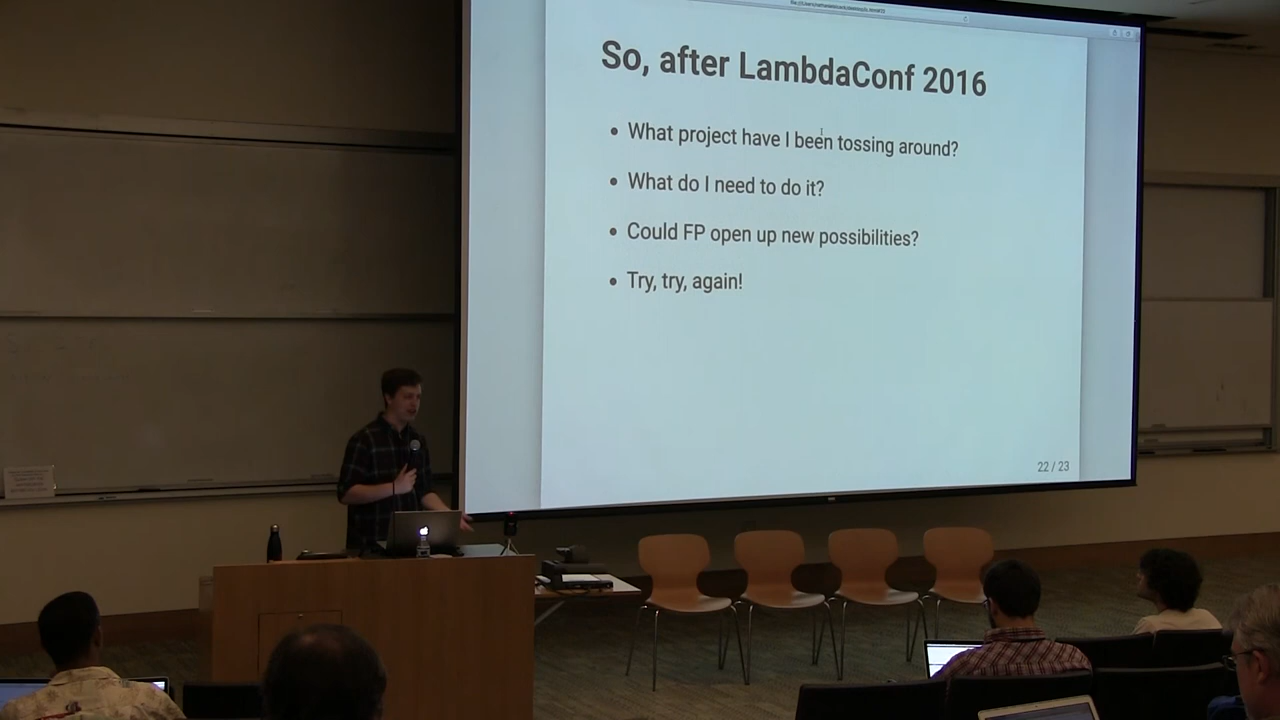 So, after LambdaConf 2016
• What project have I been tossing around?
• What do I need to do it?
• Could FP open up new possibilities?
• Try, try, again!
22 / 23